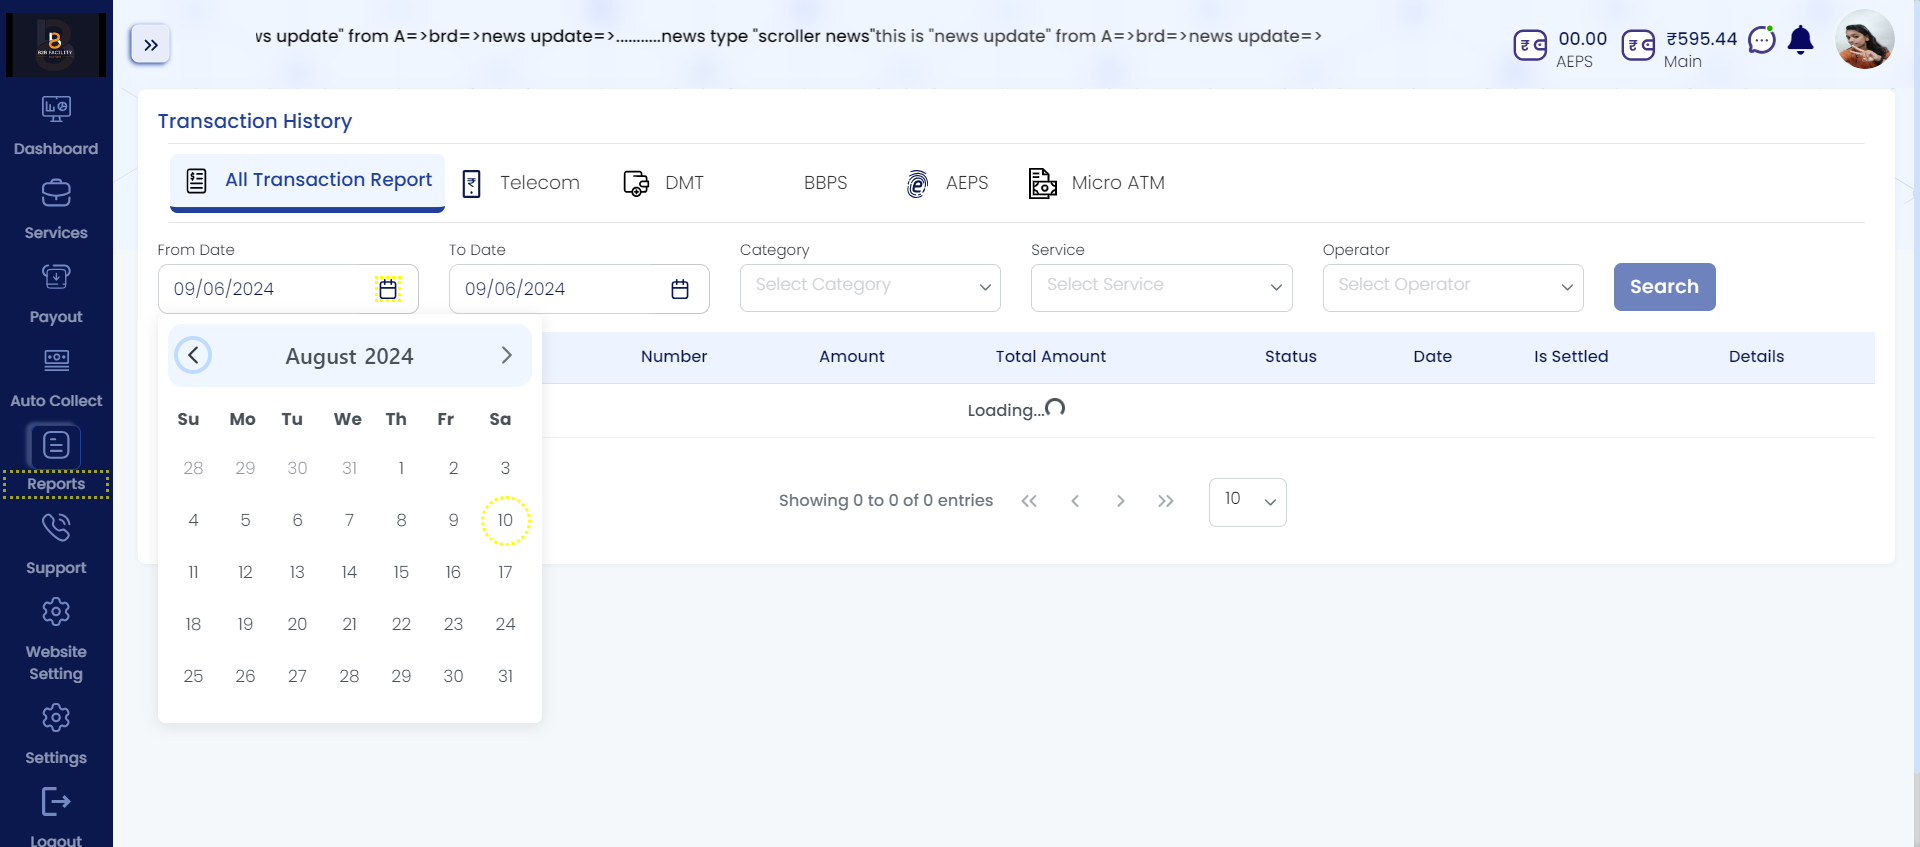 B2B FACILITY
ws update" from A=>brd=>news update=>...........news type "scroller news"this is "news update" from A=>brd=>news update=>
00.00
AEPS
₹595.44
Main
Dashboard
Services
Payout
Auto Collect
Reports
Support
Website
Setting
Settings
Logout
Transaction History
All Transaction Report
Telecom
DMT
BBPS
AEPS
Micro ATM
From Date
To Date
Category
Service
Operator
09/06/2024
09/06/2024
Select Category
Select Service
Select Operator
Search
August 2024
Su Mo Tu We Th Fr Sa
28 29 30 31 1 2 3
4 5 6 7 8 9 10
11 12 13 14 15 16 17
18 19 20 21 22 23 24
25 26 27 28 29 30 31
Number Amount Total Amount Status Date Is Settled Details
Loading...
Showing 0 to 0 of 0 entries
10